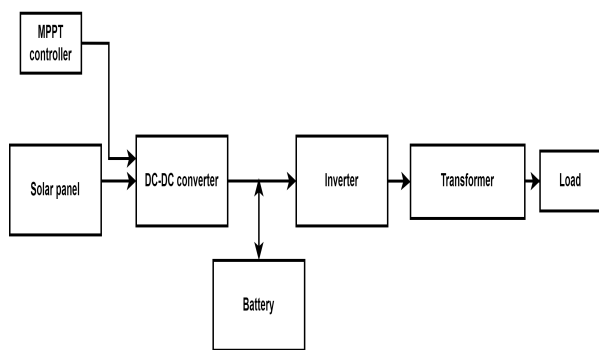 MPPT
controller
Solar panel
DC-DC converter
Inverter
Transformer
Load
Battery